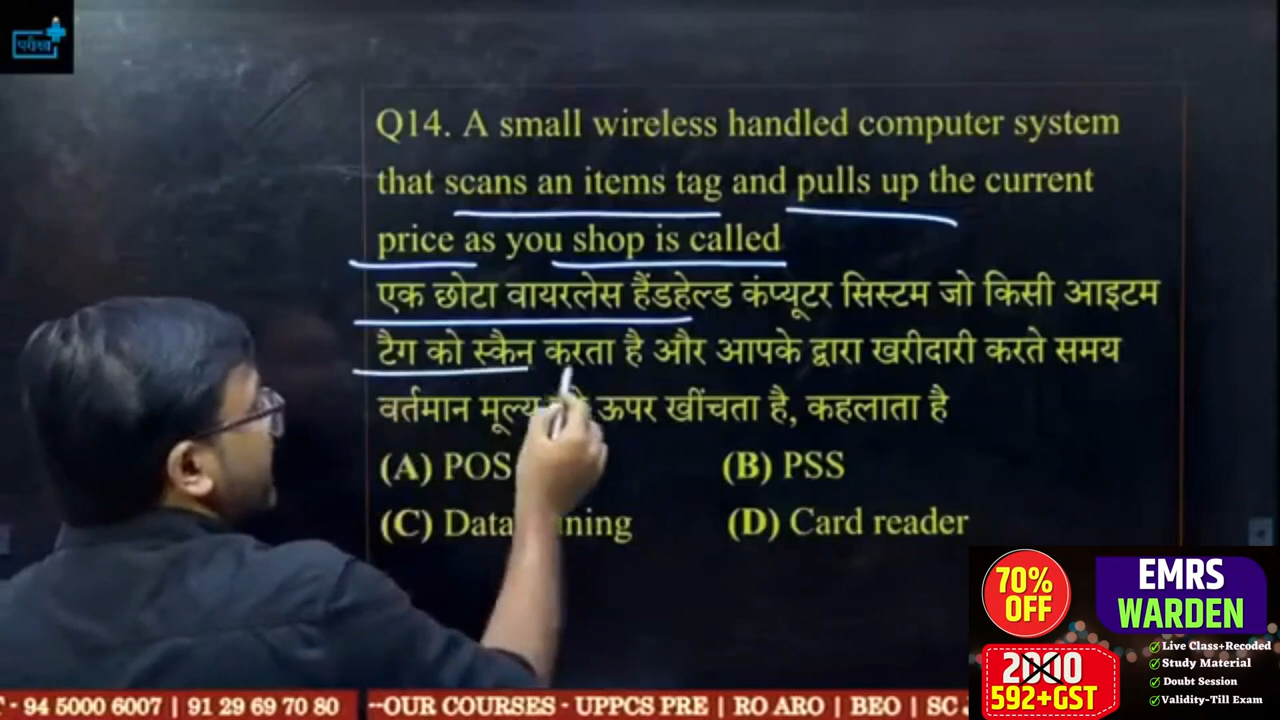 परीक्षा
Q14. A small wireless handled computer system
that scans an items tag and pulls up the current
price as you shop is called
एक छोटा वायरलेस हैंडहेल्ड कंप्यूटर सिस्टम जो किसी आइटम
टैग को स्कैन करता है और आपके द्वारा खरीदारी करते समय
वर्तमान मूल्य ऊपर खींचता है, कहलाता है
(A) POS (B) PSS
(C) Data (D) Card reader
70%
OFF
EMRS
WARDEN
2000
592+GST
Live Class+Recoded
Study Material
Doubt Session
Validity-Till Exam
- 94 5000 6007 | 91 29 69 70 80 --OUR COURSES - UPPCS PRE | RO ARO | BEO | SC